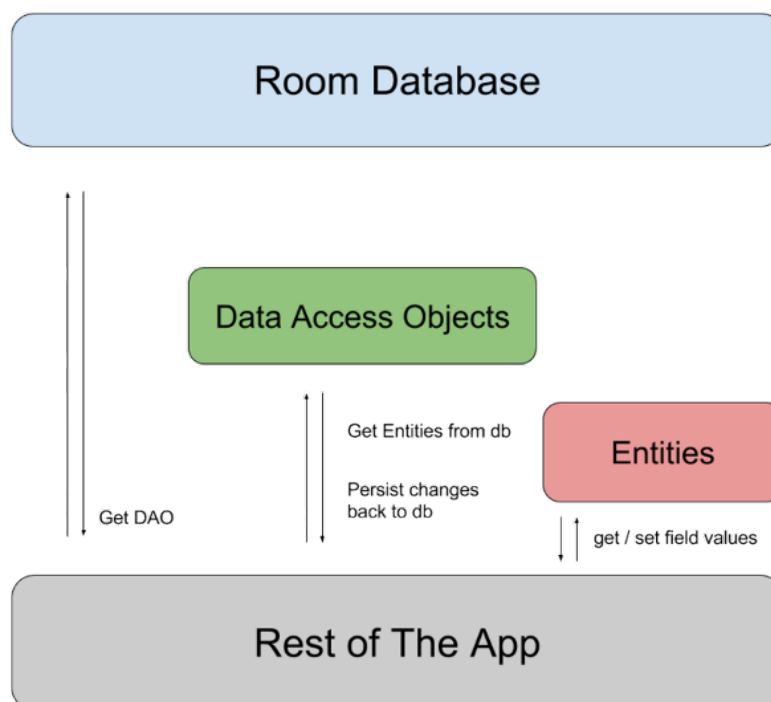 Room Database
Data Access Objects
Get Entities from db
Entities
Persist changes
back to db
Get DAO
get / set field values
Rest of The App